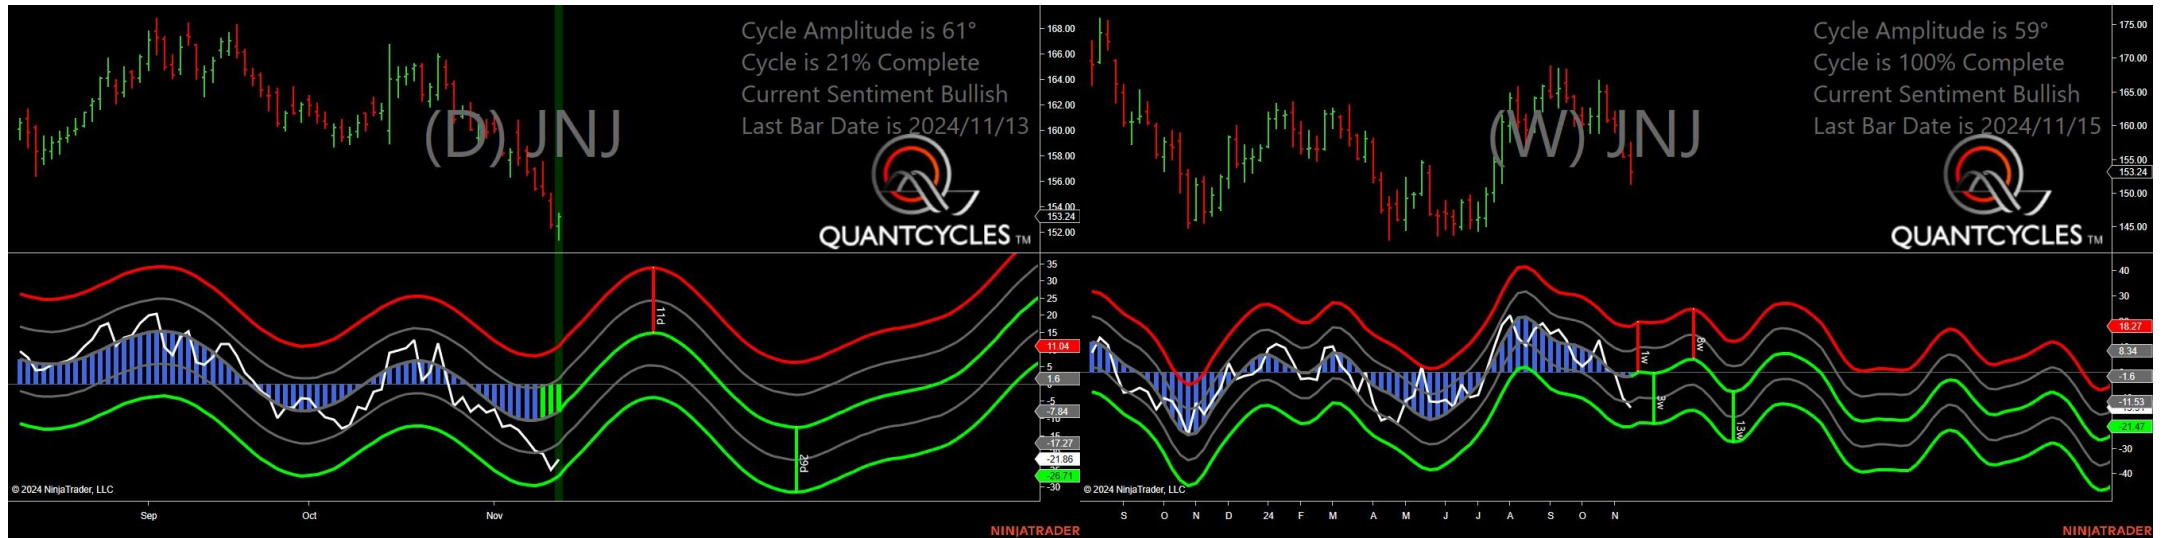 Cycle Amplitude is 61°
Cycle is 21% Complete
Current Sentiment Bullish
Last Bar Date is 2024/11/13
(D) JNJ
QUANTCYCLES TM
168.00
166.00
164.00
162.00
160.00
158.00
156.00
154.00
153.24
152.00
35
30
25
20
15
11.04
5
1.6
-5
-7.84
-10
-17.27
-21.86
-26.71
-30
11d
29d
© 2024 NinjaTrader, LLC
Sep Oct Nov
NINJATRADER
Cycle Amplitude is 59°
Cycle is 100% Complete
Current Sentiment Bullish
Last Bar Date is 2024/11/15
(W) JNJ
QUANTCYCLES TM
175.00
170.00
165.00
160.00
155.00
153.24
150.00
145.00
40
30
18.27
8.34
-1.6
-11.53
-21.47
-30
-40
1w
8w
3w
13w
© 2024 NinjaTrader, LLC
S O N D 24 F M A M J J A S O N
NINJATRADER